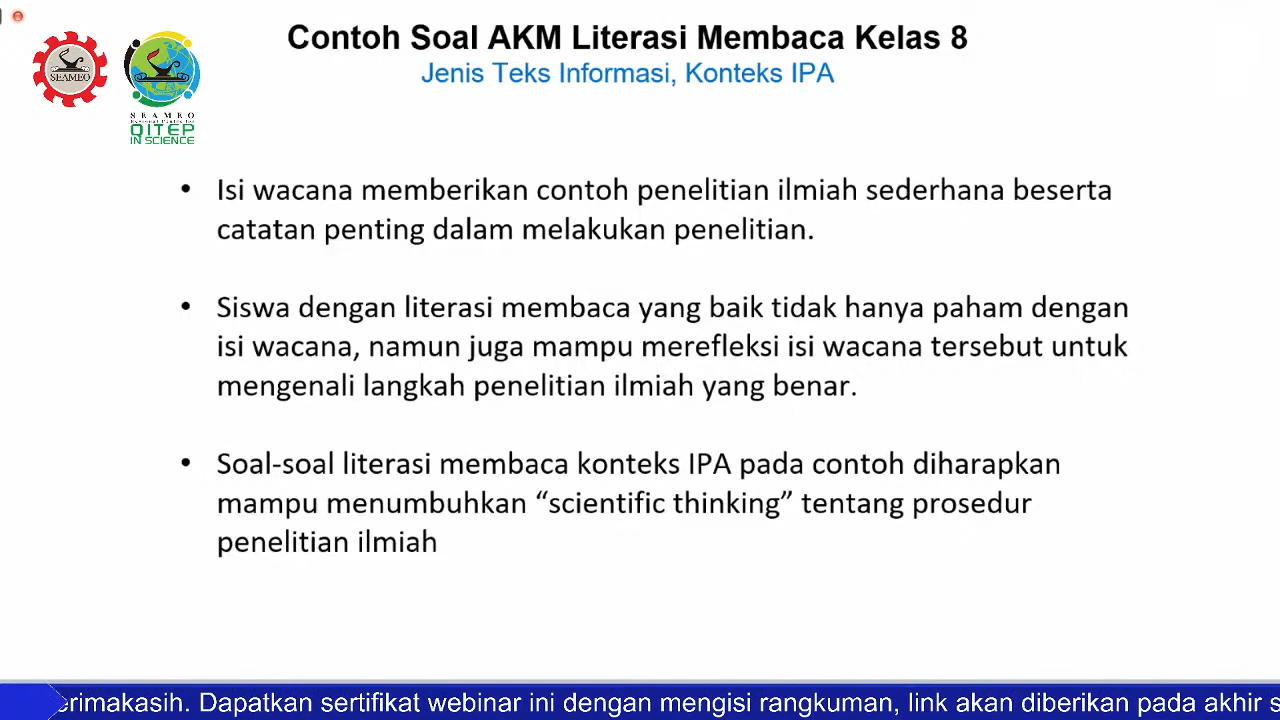 Contoh Soal AKM Literasi Membaca Kelas 8
Jenis Teks Informasi, Konteks IPA
SEAMEO
SEAMEO
QITEP
IN SCIENCE
• Isi wacana memberikan contoh penelitian ilmiah sederhana beserta
catatan penting dalam melakukan penelitian.
• Siswa dengan literasi membaca yang baik tidak hanya paham dengan
isi wacana, namun juga mampu merefleksi isi wacana tersebut untuk
mengenali langkah penelitian ilmiah yang benar.
• Soal-soal literasi membaca konteks IPA pada contoh diharapkan
mampu menumbuhkan “scientific thinking” tentang prosedur
penelitian ilmiah
erimakasih. Dapatkan sertifikat webinar ini dengan mengisi rangkuman, link akan diberikan pada akhir s